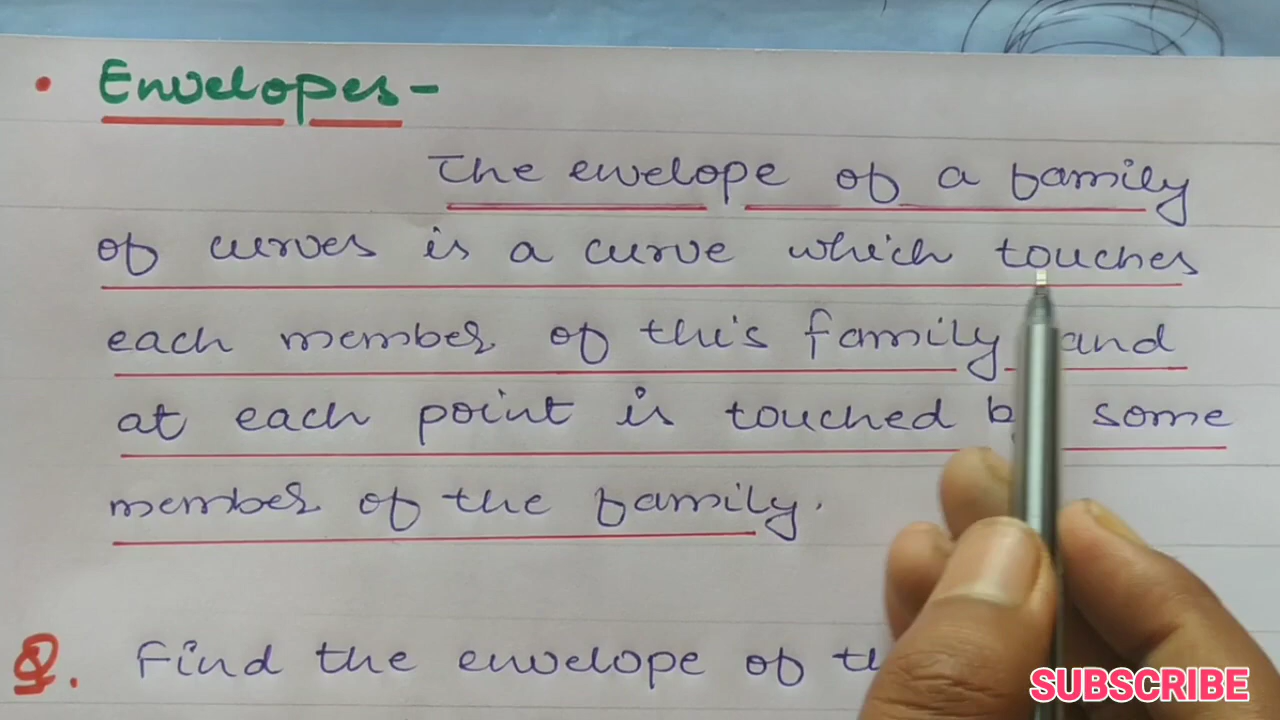 • Envelopes-
The envelope of a family
of curves is a curve which touches
each member of this family and
at each point is touched by some
member of the family.
Q. Find the envelope of
SUBSCRIBE